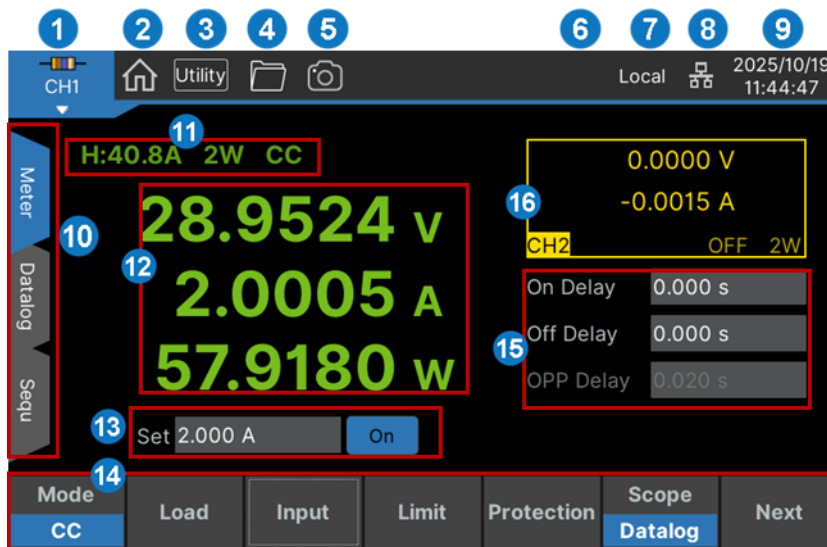 1 2 3 4 5 6 7 8 9
CH1
Utility
Local
2025/10/19
11:44:47
11
H:40.8A 2W CC
Meter
10
Datalog
Sequ
12
28.9524 V
2.0005 A
57.9180 W
16
0.0000 V
-0.0015 A
CH2 OFF 2W
15
On Delay 0.000 s
Off Delay 0.000 s
OPP Delay 0.020 s
13
Set 2.000 A On
14
Mode
CC
Load
Input
Limit
Protection
Scope
Datalog
Next